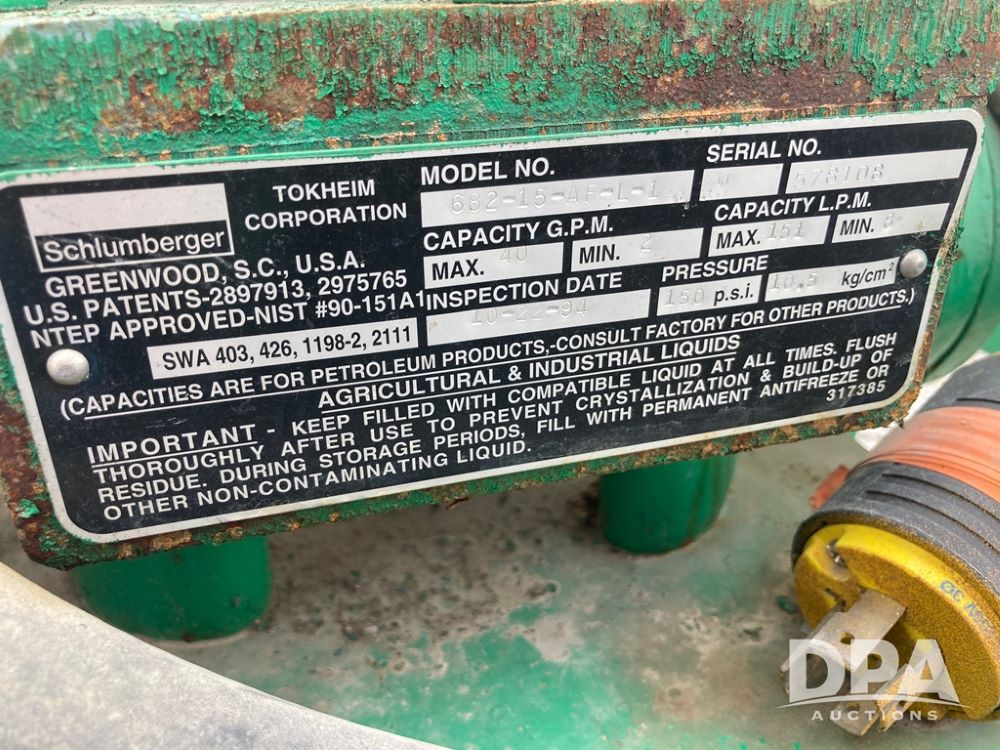 Schlumberger
TOKHEIM
CORPORATION
GREENWOOD, S.C., U.S.A.
U.S. PATENTS-2897913, 2975765
NTEP APPROVED-NIST #90-151A1
SWA 403, 426, 1198-2, 2111
MODEL NO.
682-15-AF-L-1
SERIAL NO.
578108
CAPACITY G.P.M.
MAX. 40 MIN. 2
CAPACITY L.P.M.
MAX. 151 MIN. 8
INSPECTION DATE
10-22-94
PRESSURE
150 p.s.i. 10.5 kg/cm²
(CAPACITIES ARE FOR PETROLEUM PRODUCTS,-CONSULT FACTORY FOR OTHER PRODUCTS.)
AGRICULTURAL & INDUSTRIAL LIQUIDS
IMPORTANT - KEEP FILLED WITH COMPATIBLE LIQUID AT ALL TIMES. FLUSH
THOROUGHLY AFTER USE TO PREVENT CRYSTALLIZATION & BUILD-UP OF
RESIDUE. DURING STORAGE PERIODS, FILL WITH PERMANENT ANTIFREEZE OR
OTHER NON-CONTAMINATING LIQUID.
317385
DPA
AUCTIONS